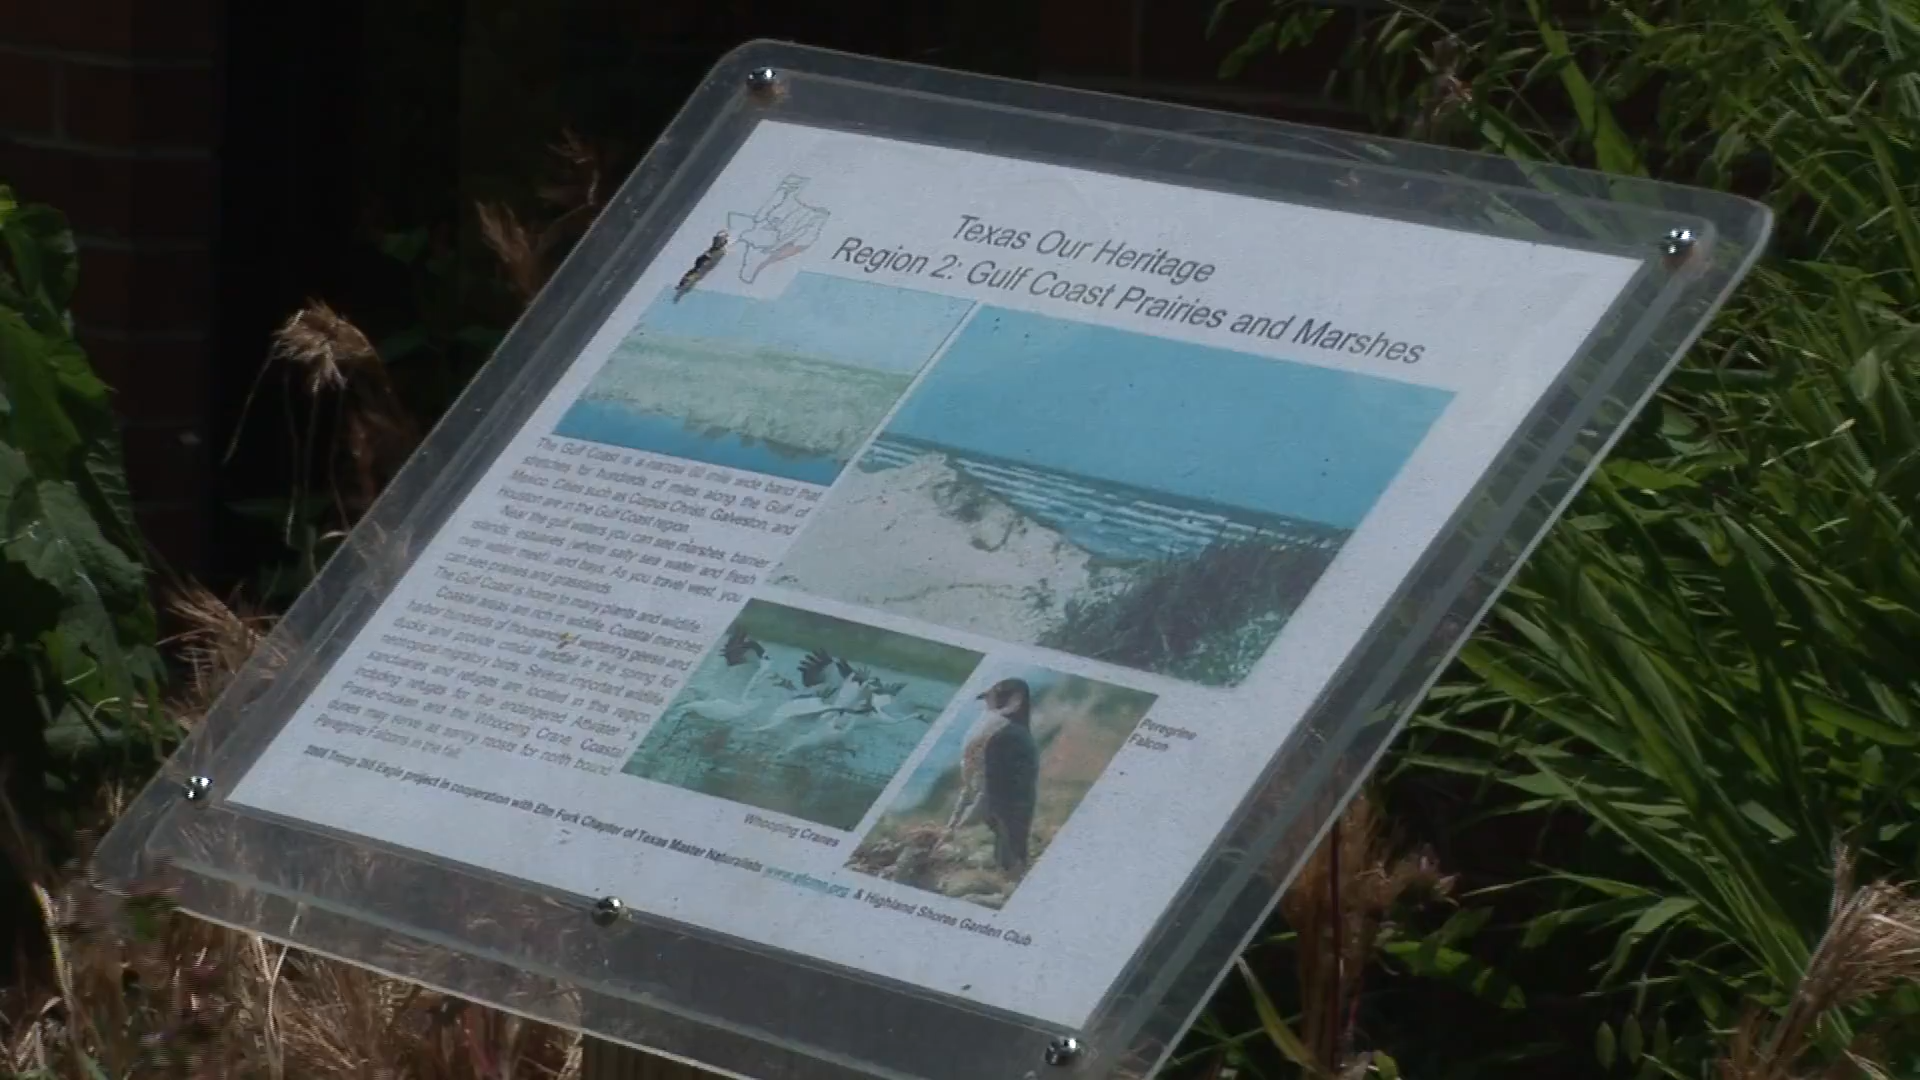 Texas Our Heritage
Region 2: Gulf Coast Prairies and Marshes
The Gulf Coast is a narrow 60 mile wide band that
stretches for hundreds of miles along the Gulf of
Mexico. Cities such as Corpus Christi, Galveston, and
Houston are in the Gulf Coast region.
Near the gulf waters you can see marshes, barrier
islands, estuaries (where salty sea water and fresh
river water meet) and bays. As you travel west, you
can see prairies and grasslands.
The Gulf Coast is home to many plants and wildlife.
Coastal areas are rich in wildlife. Coastal marshes
harbor hundreds of thousands of wintering geese and
ducks and provide critical landfall in the spring for
neotropical migratory birds. Several important wildlife
sanctuaries and refuges are located in this region
including refuges for the endangered Attwater's
Prairie-chicken and the Whooping Crane. Coastal
dunes may serve as sentry roosts for north bound
Peregrine Falcons in the fall.
Whooping Cranes
Peregrine
Falcon
2008 Troop Eagle project in cooperation with Elm Fork Chapter of Texas Master Naturalists www.efcmn.org & Highland Shores Garden Club